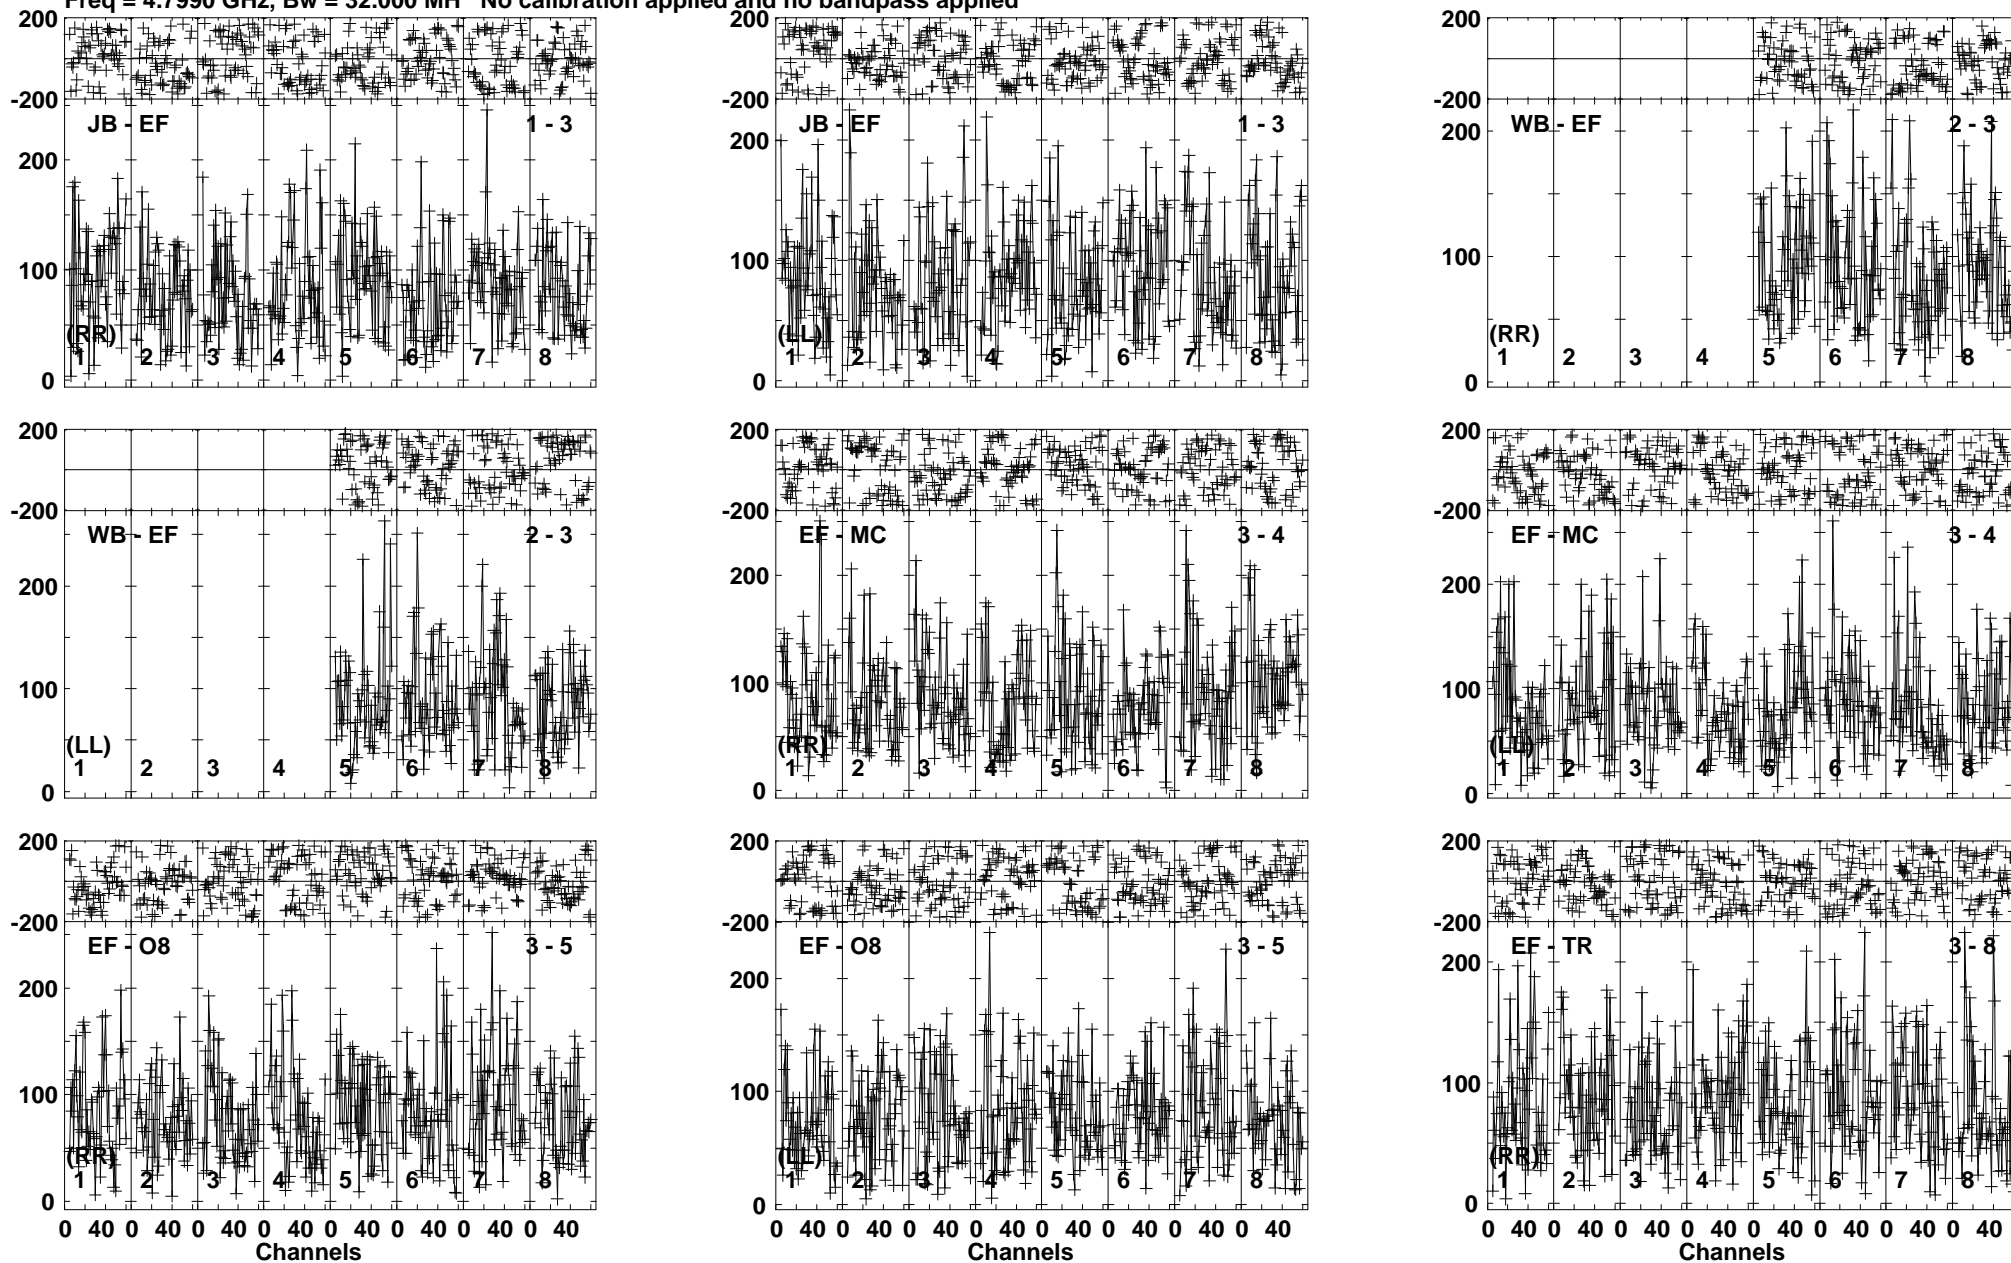 Freq = 4.7990 GHz, Bw = 32.000 MH No calibration applied and no bandpass applied
200 200 200
-200 -200 -200
JB - EF 1 - 3 JB - EF 1 - 3 WB - EF 2 - 3
200 200 200
100 100 100
(RR) (LL) (RR)
1 2 3 4 5 6 7 8 1 2 3 4 5 6 7 8 1 2 3 4 5 6 7 8
0 0 0
200 200 200
-200 -200 -200
WB - EF 2 - 3 EF - MC 3 - 4 EF - MC 3 - 4
200 200 200
100 100 100
(LL) (RR) (LL)
1 2 3 4 5 6 7 8 1 2 3 4 5 6 7 8 1 2 3 4 5 6 7 8
0 0 0
200 200 200
-200 -200 -200
EF - O8 3 - 5 EF - O8 3 - 5 EF - TR 3 - 8
200 200 200
100 100 100
(RR) (LL) (RR)
1 2 3 4 5 6 7 8 1 2 3 4 5 6 7 8 1 2 3 4 5 6 7 8
0 0 0
0 40 0 40 0 40 0 40 0 40 0 40 0 40 0 40 0 40 0 40 0 40 0 40 0 40 0 40 0 40 0 40 0 40 0 40 0 40 0 40 0 40 0 40 0 40 0 40
Channels Channels Channels